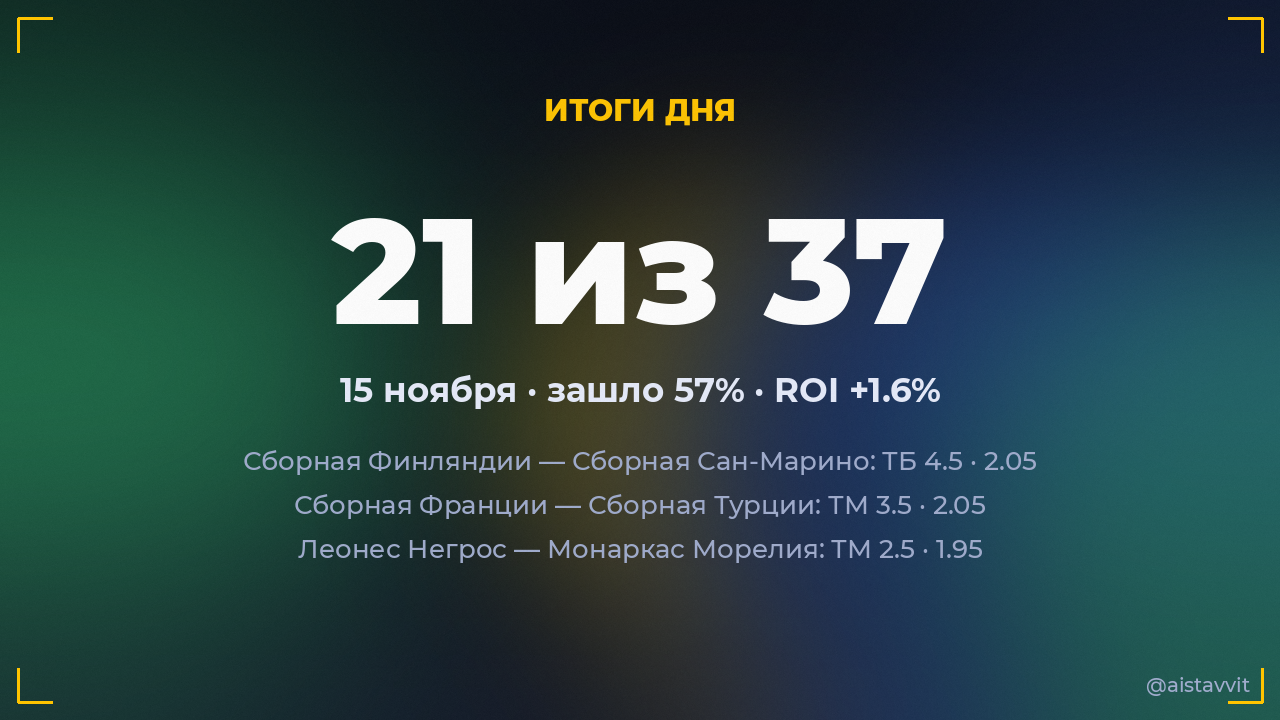 ИТОГИ ДНЯ
21 из 37
15 ноября · зашло 57% · ROI +1.6%
Сборная Финляндии — Сборная Сан-Марино: ТБ 4.5 · 2.05
Сборная Франции — Сборная Турции: ТМ 3.5 · 2.05
Леонес Негрос — Монаркас Морелия: ТМ 2.5 · 1.95
@aistavvit